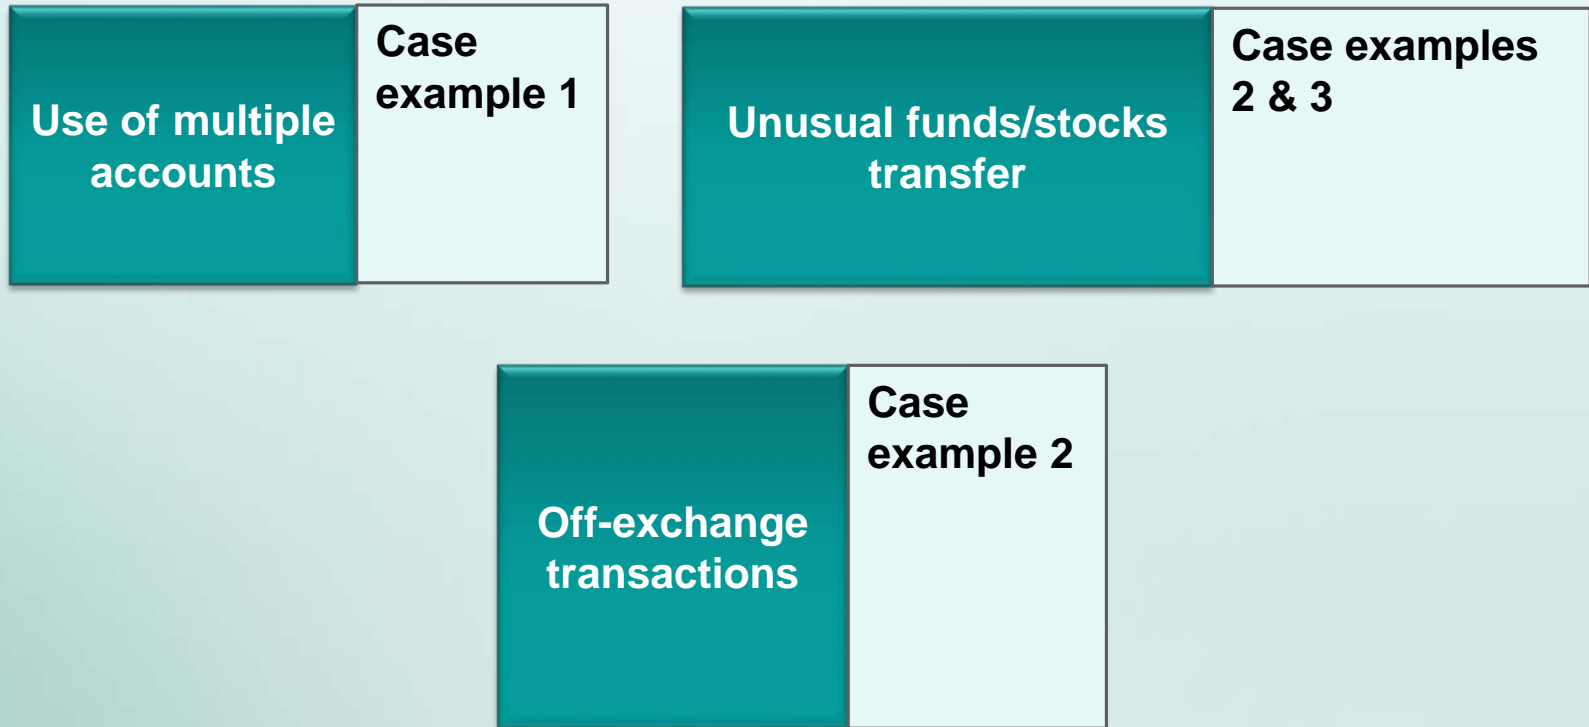 Use of multiple
accounts
Case
example 1
Unusual funds/stocks
transfer
Case examples
2 & 3
Off-exchange
transactions
Case
example 2